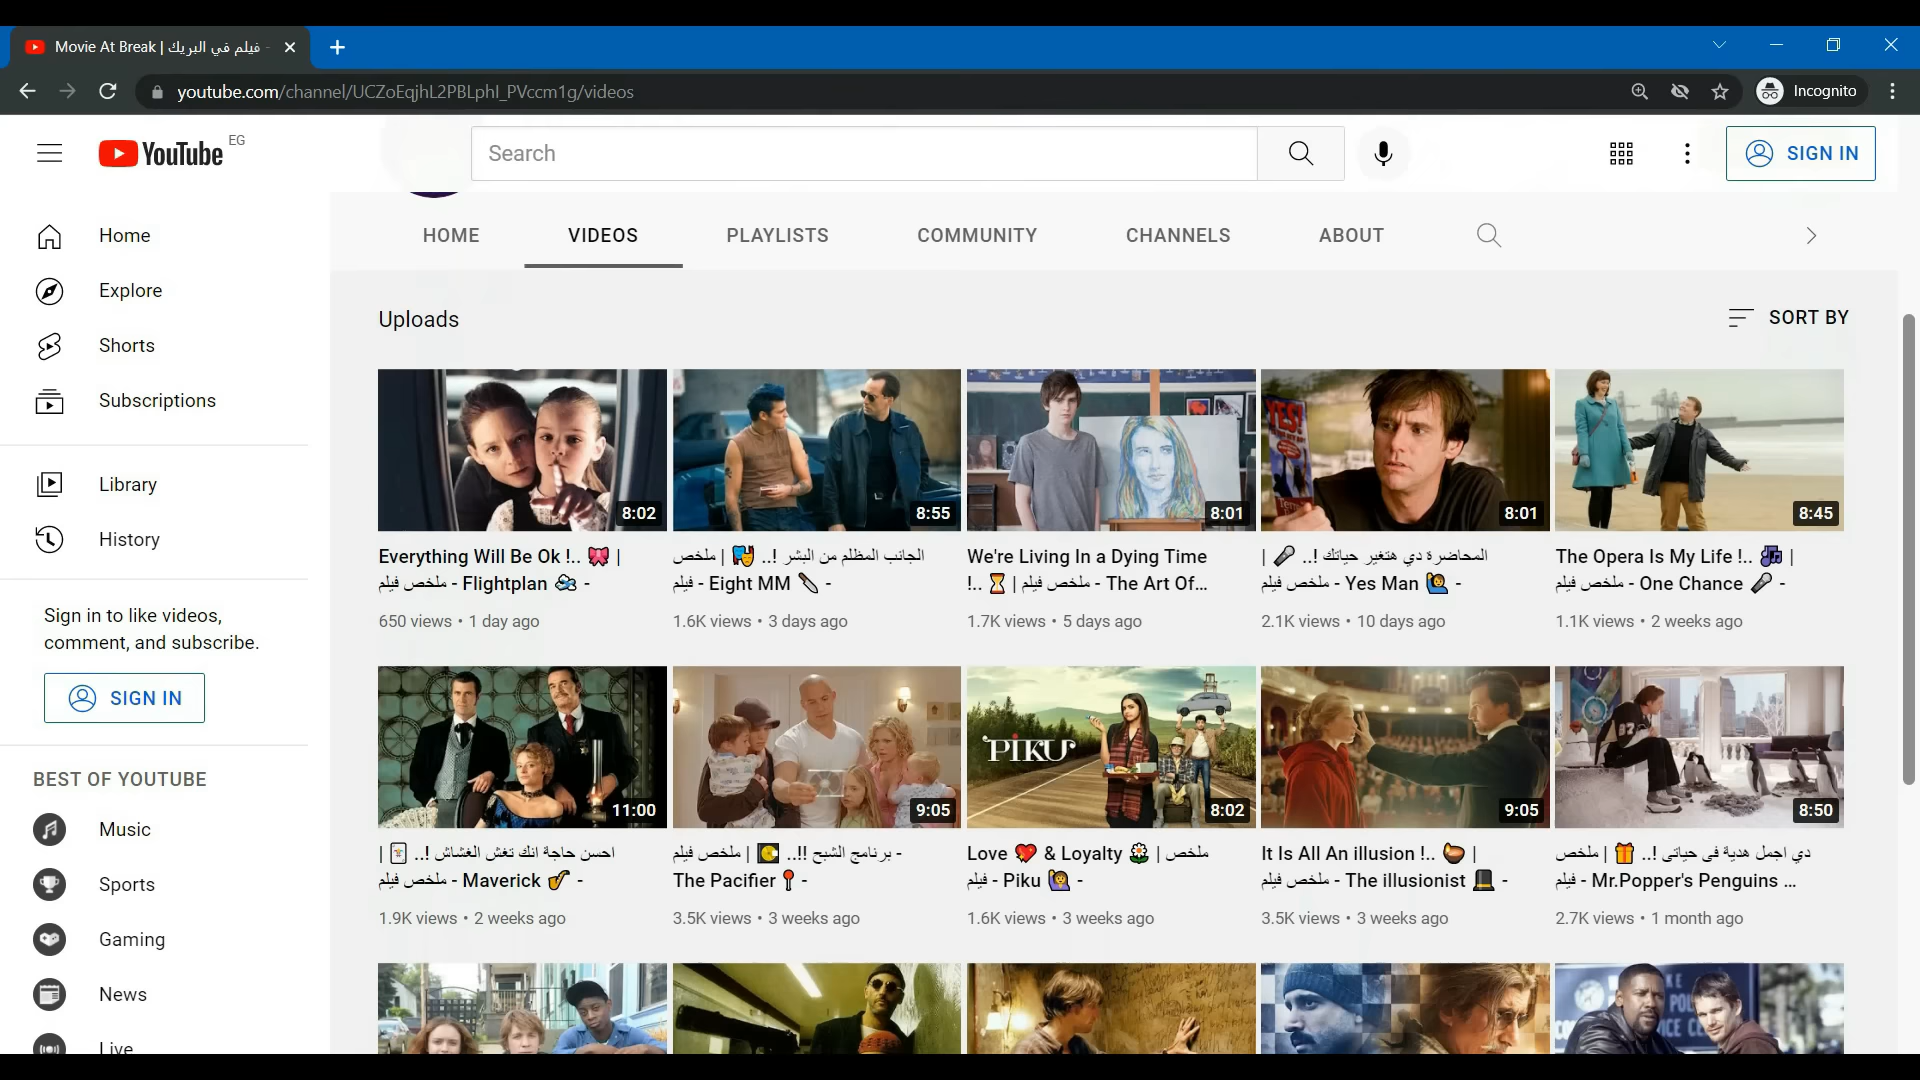 Movie At Break | فيلم في البريك -
youtube.com/channel/UCZoEqjhL2PBLphI_PVccm1g/videos
Incognito
YouTube EG
Search
SIGN IN
HOME VIDEOS PLAYLISTS COMMUNITY CHANNELS ABOUT
Home
Explore
Shorts
Subscriptions
Library
History
Sign in to like videos,
comment, and subscribe.
SIGN IN
BEST OF YOUTUBE
Music
Sports
Gaming
News
Live
Uploads
SORT BY
8:02
8:55
8:01
YES!
8:01
8:45
Everything Will Be Ok !.. 🎀 |
ملخص فيلم - Flightplan 🌬️ -
650 views • 1 day ago
الجانب المظلم من البشر !.. 🎭 | ملخص
فيلم - Eight MM 🔪 -
1.6K views • 3 days ago
We're Living In a Dying Time
!.. ⏳ | ملخص فيلم - The Art Of...
1.7K views • 5 days ago
المحاضرة دي هتغير حياتك !.. 🎤 |
ملخص فيلم - Yes Man 🙋‍♂️ -
2.1K views • 10 days ago
The Opera Is My Life !.. 🎶 |
ملخص فيلم - One Chance 🎤 -
1.1K views • 2 weeks ago
11:00
9:05
PIKU
8:02
9:05
8:50
احسن حاجة انك تغش الغشاش !.. 🃏 |
ملخص فيلم - Maverick 🎷 -
1.9K views • 2 weeks ago
برنامج الشبح !!.. 📀 | ملخص فيلم -
The Pacifier 📍 -
3.5K views • 3 weeks ago
Love 💖 & Loyalty 🌼 | ملخص
فيلم - Piku 🙋‍♀️ -
1.6K views • 3 weeks ago
It Is All An illusion !.. ⚱️ |
ملخص فيلم - The illusionist 🎩 -
3.5K views • 3 weeks ago
دي اجمل هدية فى حياتى !.. 🎁 | ملخص
فيلم - Mr.Popper's Penguins ...
2.7K views • 1 month ago